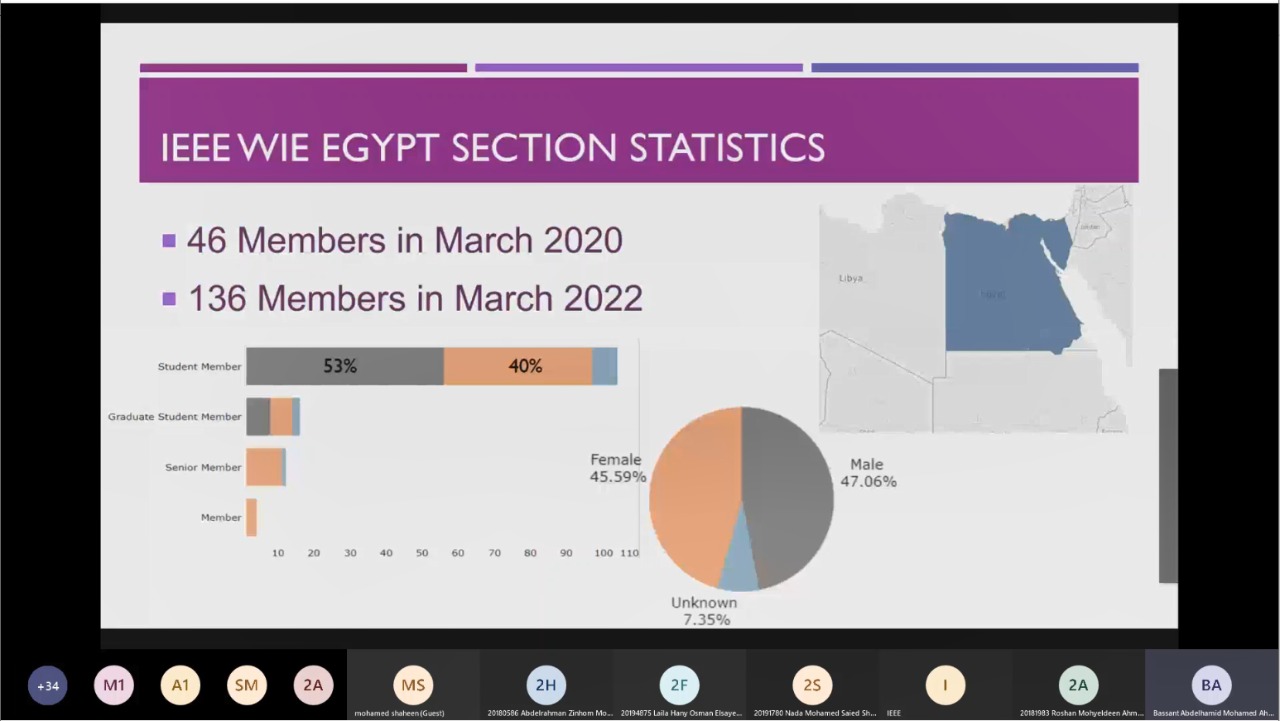 IEEE WIE EGYPT SECTION STATISTICS
46 Members in March 2020
136 Members in March 2022
Libya
Student Member
53%
40%
Graduate Student Member
Senior Member
Member
10 20 30 40 50 60 70 80 90 100 110
Female
45.59%
Male
47.06%
Unknown
7.35%
+34
M1
A1
SM
2A
MS
mohamed shaheen (Guest)
2H
20180586 Abdelrahman Zinhom Mo...
2F
20194875 Laila Hany Osman Elsaye...
2S
20191780 Nada Mohamed Saied Sh...
I
IEEE
2A
20181983 Roshan Mohyeldeen Ahm...
BA
Bassant Abdelhamid Mohamed Ah...